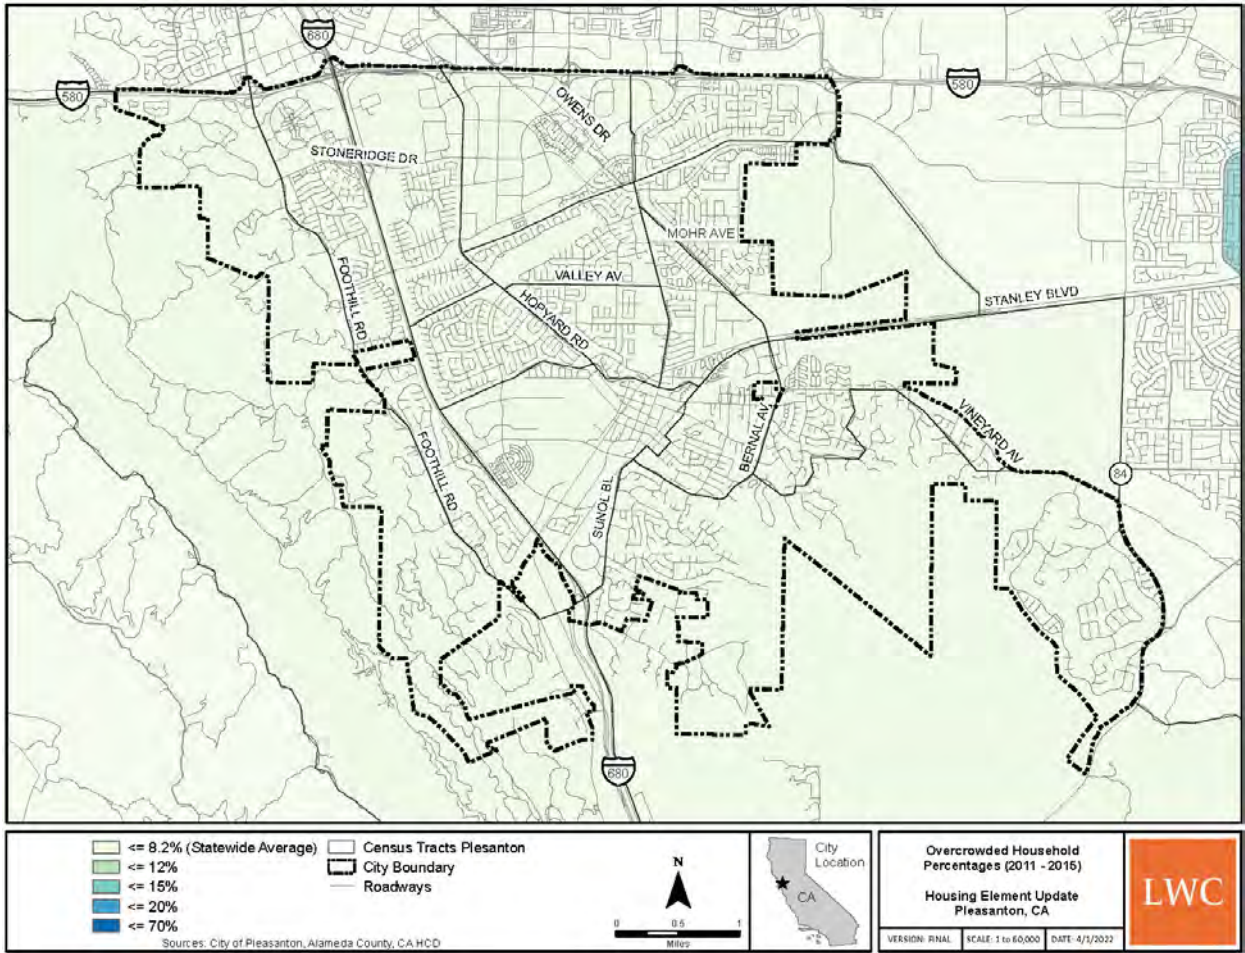 680
580
580
OWENS DR
STONERIDGE DR
MOHR AVE
FOOTHILL RD
VALLEY AV
HOPYARD RD
STANLEY BLVD
VINEYARD AV
BERNAL AV
FOOTHILL RD
SUNOL BL
84
680
<= 8.2% (Statewide Average)
<= 12%
<= 15%
<= 20%
<= 70%
Census Tracts Plesanton
City Boundary
Roadways
Sources: City of Pleasanton, Alameda County, CA HCD
N
0 0.5 1
Miles
City
Location
CA
Overcrowded Household
Percentages (2011 - 2015)
Housing Element Update
Pleasanton, CA
VERSION: FINAL SCALE: 1 to 60,000 DATE: 4/1/2022
LWC